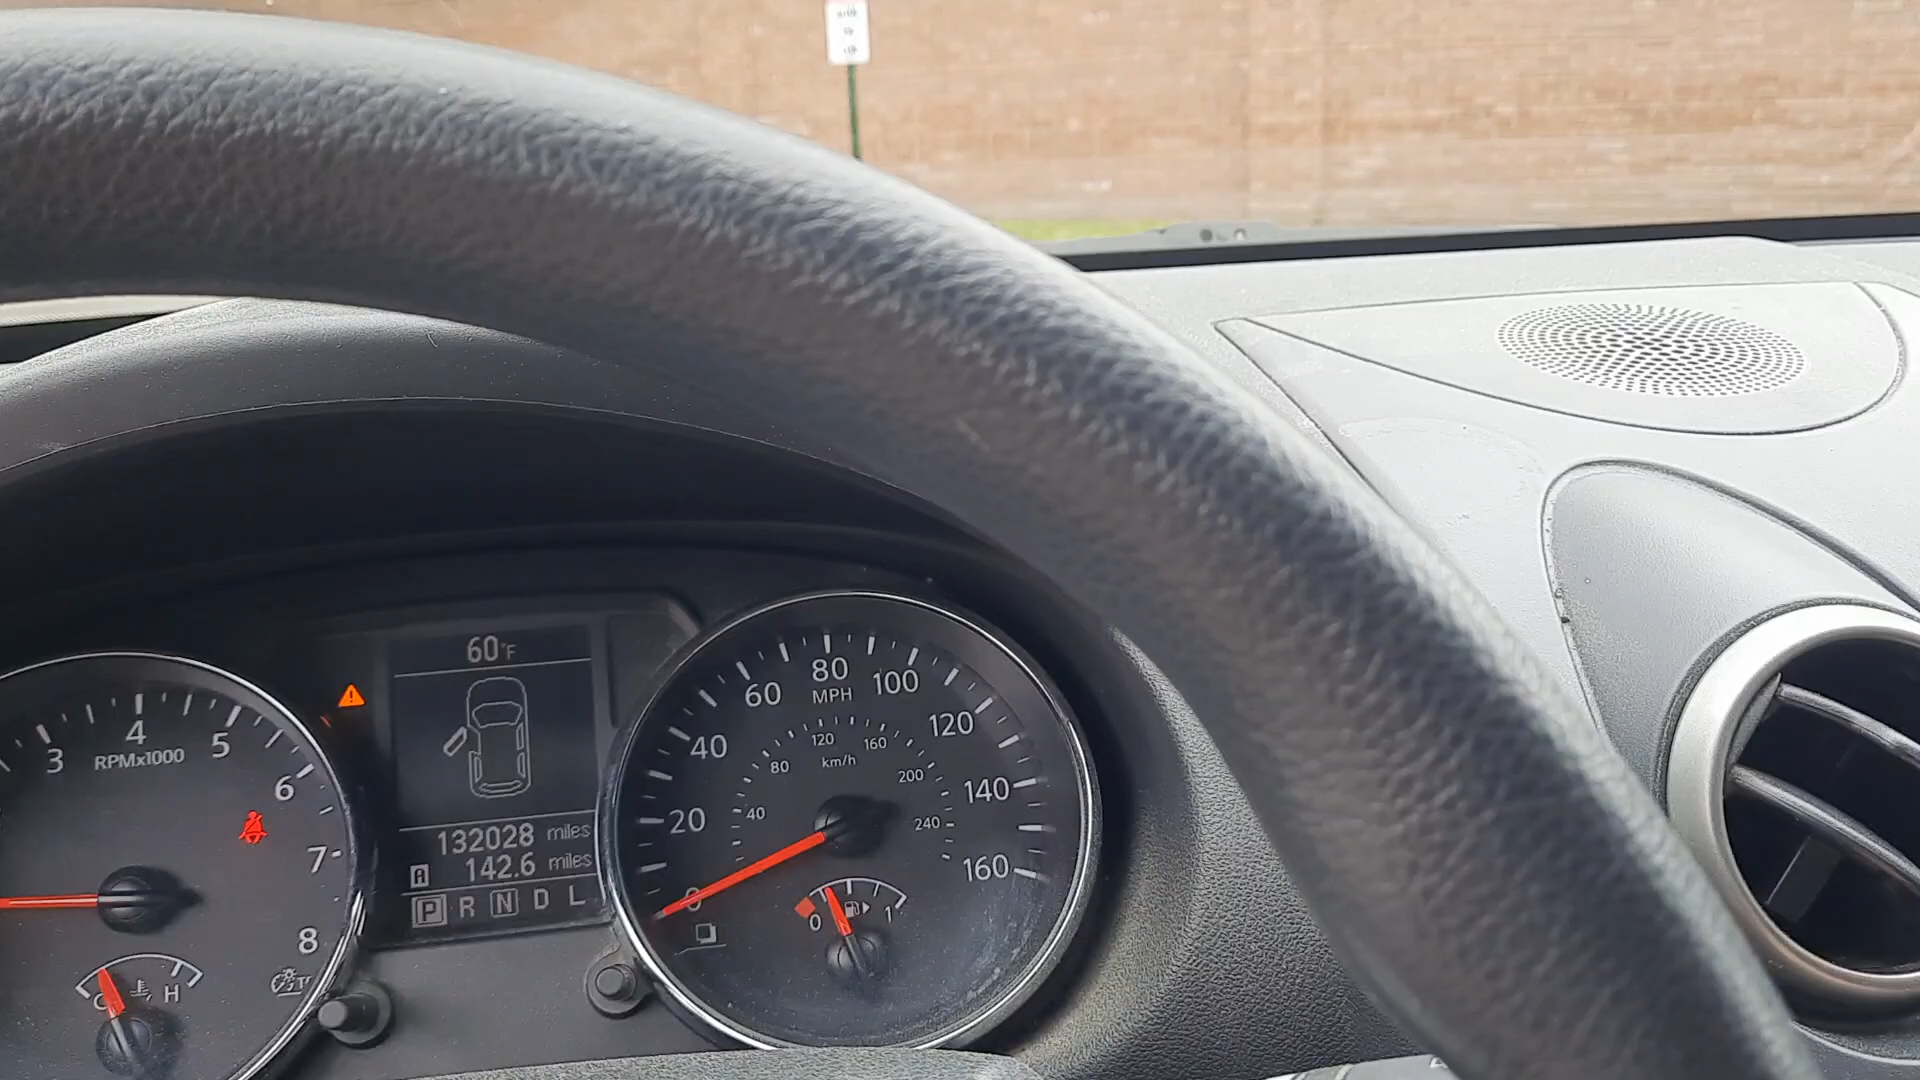 60°F
3 4 5 6 7 8
RPMx1000
C H
132028 miles
A 142.6 miles
P R N D L
0 20 40 60 80 100 120 140 160
MPH
40 80 120 160 200 240
km/h
0 1